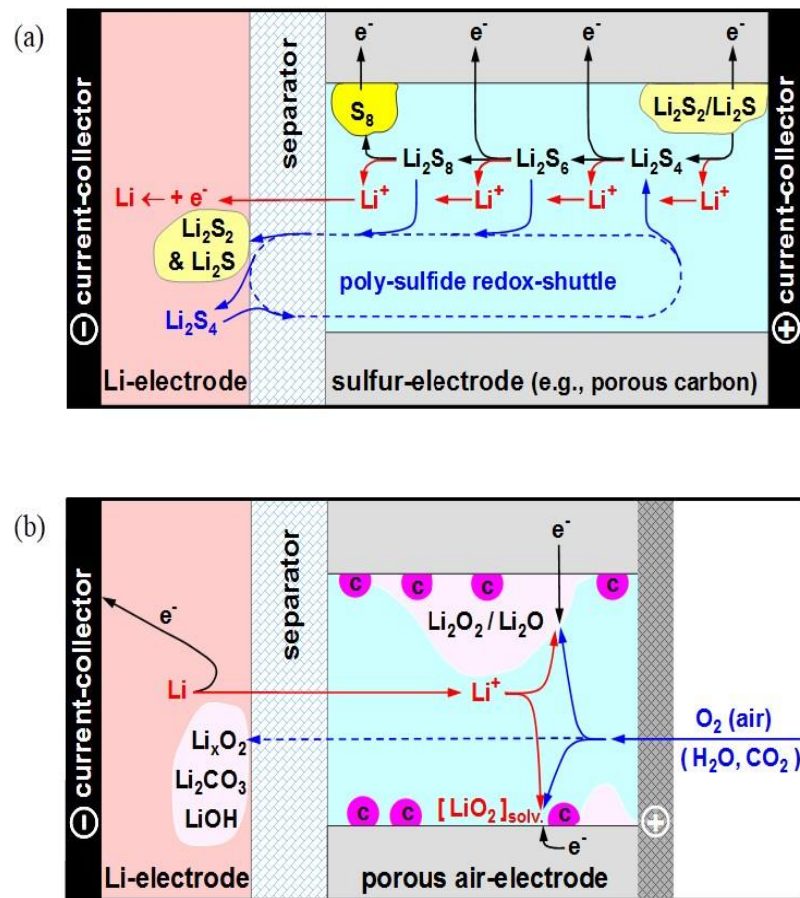 (a)
⊖ current-collector
separator
e⁻ e⁻ e⁻ e⁻
S₈
Li₂S₂/Li₂S
Li₂S₈ Li₂S₆ Li₂S₄
Li ← + e⁻ Li⁺ Li⁺ Li⁺ Li⁺
Li₂S₂
& Li₂S
poly-sulfide redox-shuttle
Li₂S₄
Li-electrode
sulfur-electrode (e.g., porous carbon)
⊕ current-collector
(b)
⊖ current-collector
separator
e⁻
c c c c
e⁻
Li₂O₂ / Li₂O
Li Li⁺
O₂ (air)
(H₂O, CO₂)
LiₓO₂
Li₂CO₃
LiOH
[LiO₂]solv.
c c c
e⁻
⊕
Li-electrode
porous air-electrode